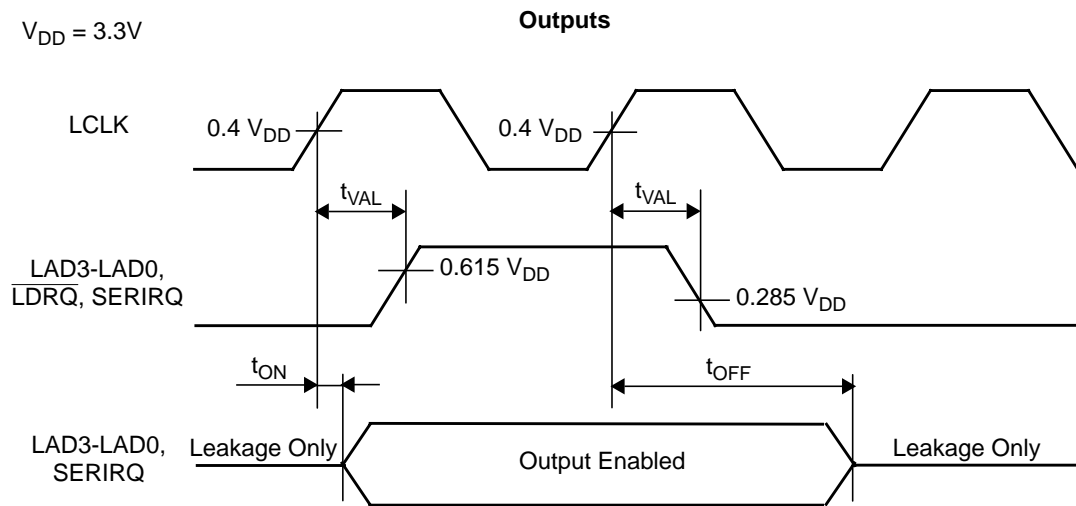 Outputs
V_DD = 3.3V
LCLK
0.4 V_DD
0.4 V_DD
t_VAL
t_VAL
LAD3-LAD0,
LDRQ, SERIRQ
0.615 V_DD
0.285 V_DD
t_ON
t_OFF
LAD3-LAD0,
SERIRQ
Leakage Only
Output Enabled
Leakage Only